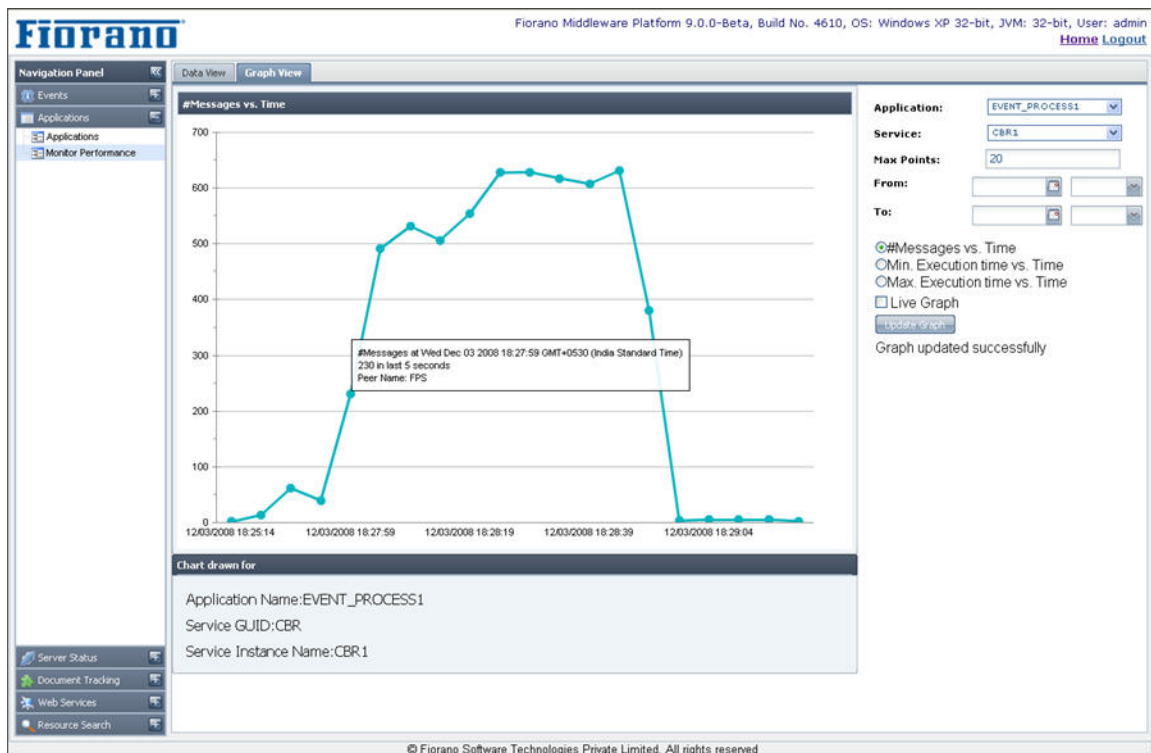 Fiorano
Fiorano Middleware Platform 9.0.0-Beta, Build No. 4610, OS: Windows XP 32-bit, JVM: 32-bit, User: admin
Home Logout
Navigation Panel
Events
Applications
Applications
Monitor Performance
Server Status
Document Tracking
Web Services
Resource Search
Data View
Graph View
#Messages vs. Time
700
600
500
400
300
200
100
0
#Messages at Wed Dec 03 2008 18:27:59 GMT+0530 (India Standard Time)
230 in last 5 seconds
Peer Name: FPS
12/03/2008 18:25:14 12/03/2008 18:27:59 12/03/2008 18:28:19 12/03/2008 18:28:39 12/03/2008 18:29:04
Chart drawn for
Application Name:EVENT_PROCESS1
Service GUID:CBR
Service Instance Name:CBR1
Application: EVENT_PROCESS1
Service: CBR1
Max Points: 20
From:
To:
#Messages vs. Time
Min. Execution time vs. Time
Max. Execution time vs. Time
Live Graph
Update Graph
Graph updated successfully
© Fiorano Software Technologies Private Limited. All rights reserved